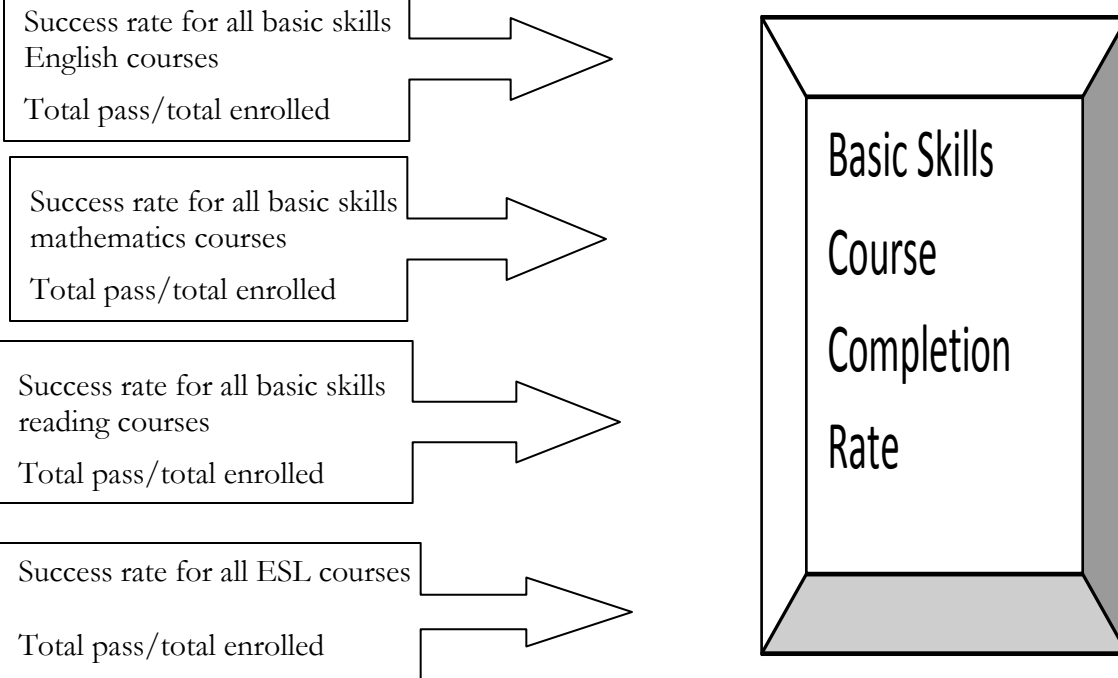 Success rate for all basic skills
English courses
Total pass/total enrolled
Success rate for all basic skills
mathematics courses
Total pass/total enrolled
Success rate for all basic skills
reading courses
Total pass/total enrolled
Success rate for all ESL courses
Total pass/total enrolled
Basic Skills
Course
Completion
Rate